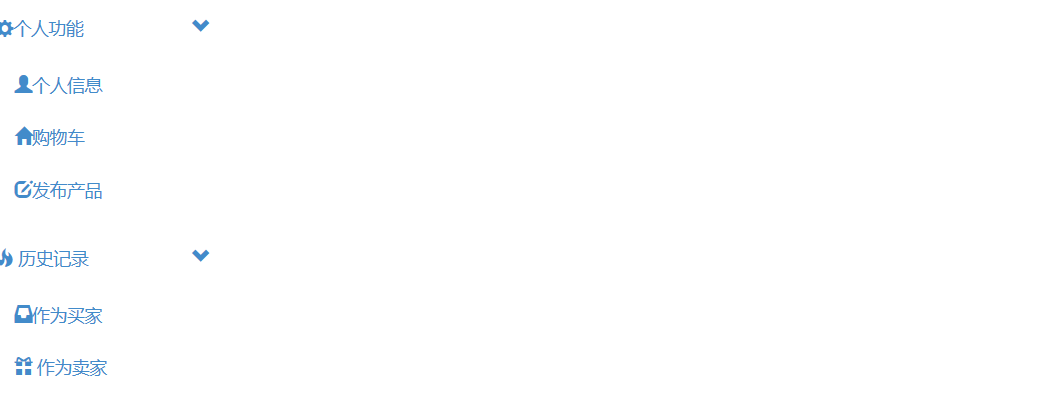 个人功能
个人信息
购物车
发布产品
历史记录
作为买家
作为卖家